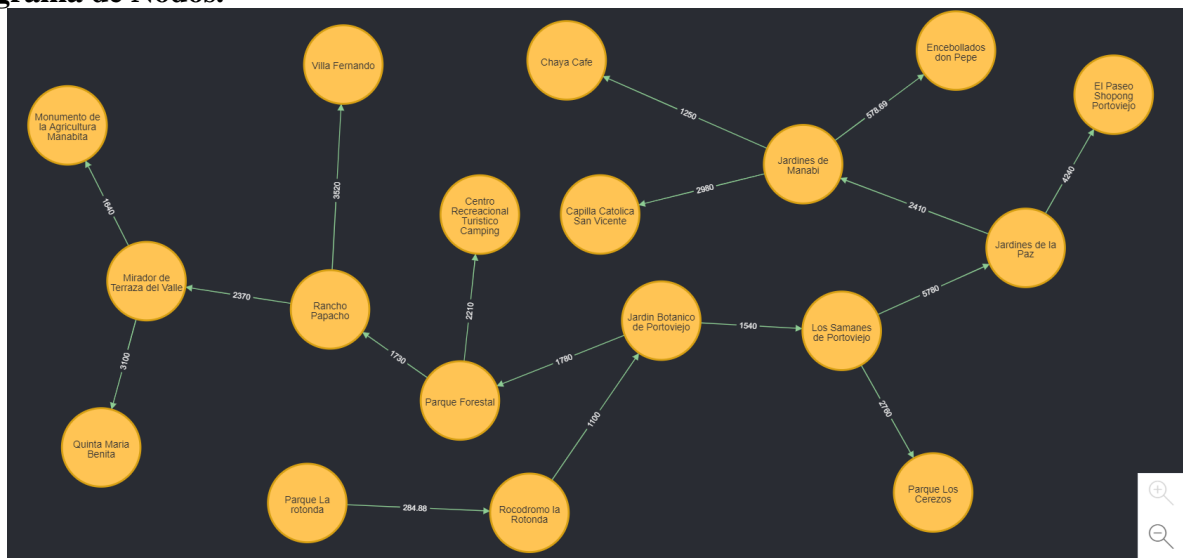 grama de Nodos.
Villa Fernando
Chaya Cafe
Encebollados
don Pepe
El Paseo
Shopong
Portoviejo
Monumento de
la Agricultura
Manabita
1250
578.69
Jardines de
Manabi
4240
3520
1640
Centro
Recreacional
Turistico
Camping
2980
Capilla Catolica
San Vicente
2410
Jardines de la
Paz
Mirador de
Terraza del Valle
2370
Rancho
Papacho
2210
Jardin Botanico
de Portoviejo
1540
Los Samanes
de Portoviejo
5780
3100
1730
1780
Parque Forestal
1100
2760
Quinta Maria
Benita
Parque La
rotonda
284.88
Rocodromo la
Rotonda
Parque Los
Cerezos